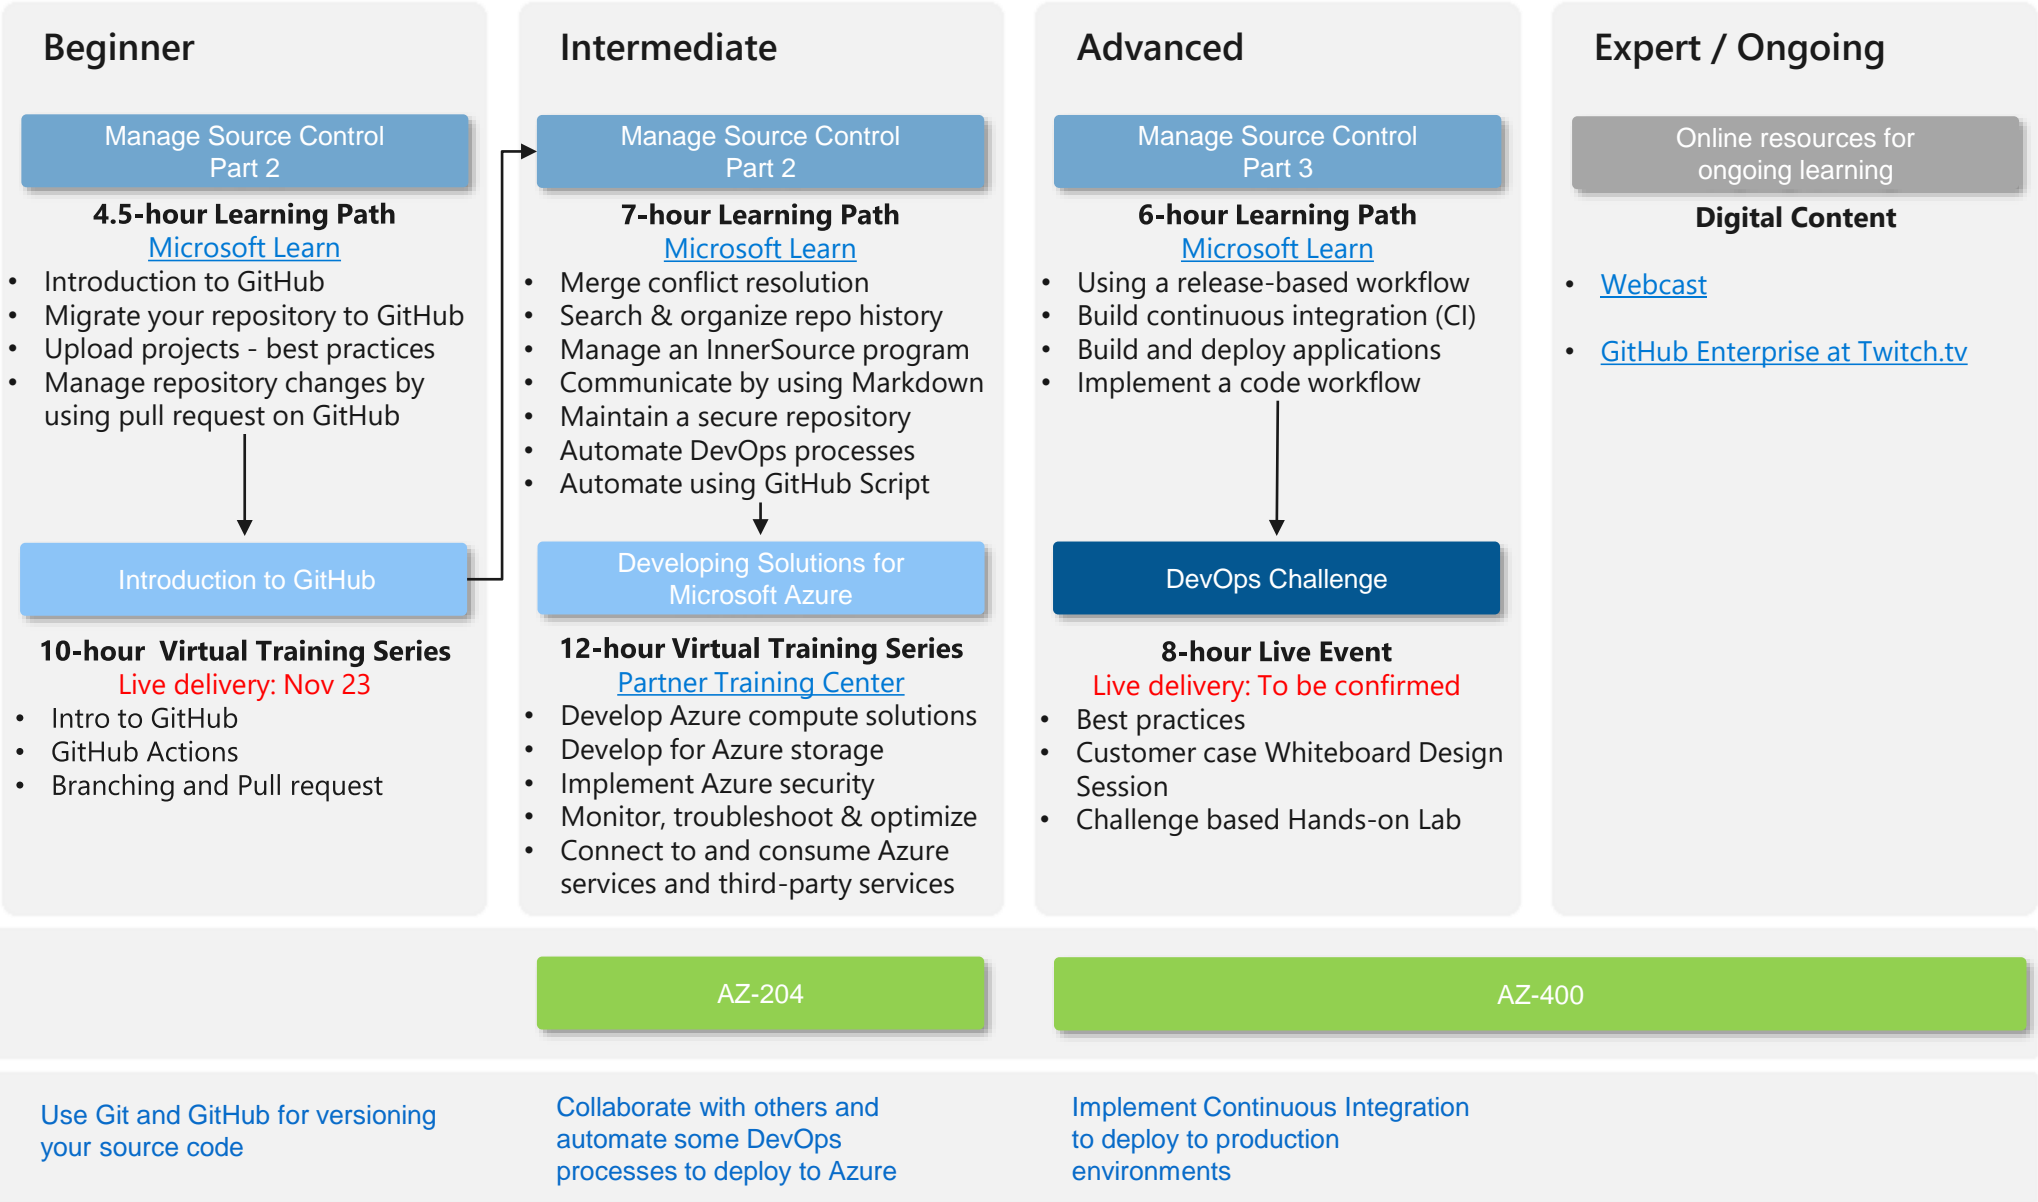 Beginner
Manage Source Control
Part 2
4.5-hour Learning Path
Microsoft Learn
• Introduction to GitHub
• Migrate your repository to GitHub
• Upload projects - best practices
• Manage repository changes by
using pull request on GitHub
Introduction to GitHub
10-hour Virtual Training Series
Live delivery: Nov 23
• Intro to GitHub
• GitHub Actions
• Branching and Pull request
Intermediate
Manage Source Control
Part 2
7-hour Learning Path
Microsoft Learn
• Merge conflict resolution
• Search & organize repo history
• Manage an InnerSource program
• Communicate by using Markdown
• Maintain a secure repository
• Automate DevOps processes
• Automate using GitHub Script
Developing Solutions for
Microsoft Azure
12-hour Virtual Training Series
Partner Training Center
• Develop Azure compute solutions
• Develop for Azure storage
• Implement Azure security
• Monitor, troubleshoot & optimize
• Connect to and consume Azure
services and third-party services
Advanced
Manage Source Control
Part 3
6-hour Learning Path
Microsoft Learn
• Using a release-based workflow
• Build continuous integration (CI)
• Build and deploy applications
• Implement a code workflow
DevOps Challenge
8-hour Live Event
Live delivery: To be confirmed
• Best practices
• Customer case Whiteboard Design
Session
• Challenge based Hands-on Lab
Expert / Ongoing
Online resources for
ongoing learning
Digital Content
• Webcast
• GitHub Enterprise at Twitch.tv
AZ-204
AZ-400
Use Git and GitHub for versioning
your source code
Collaborate with others and
automate some DevOps
processes to deploy to Azure
Implement Continuous Integration
to deploy to production
environments